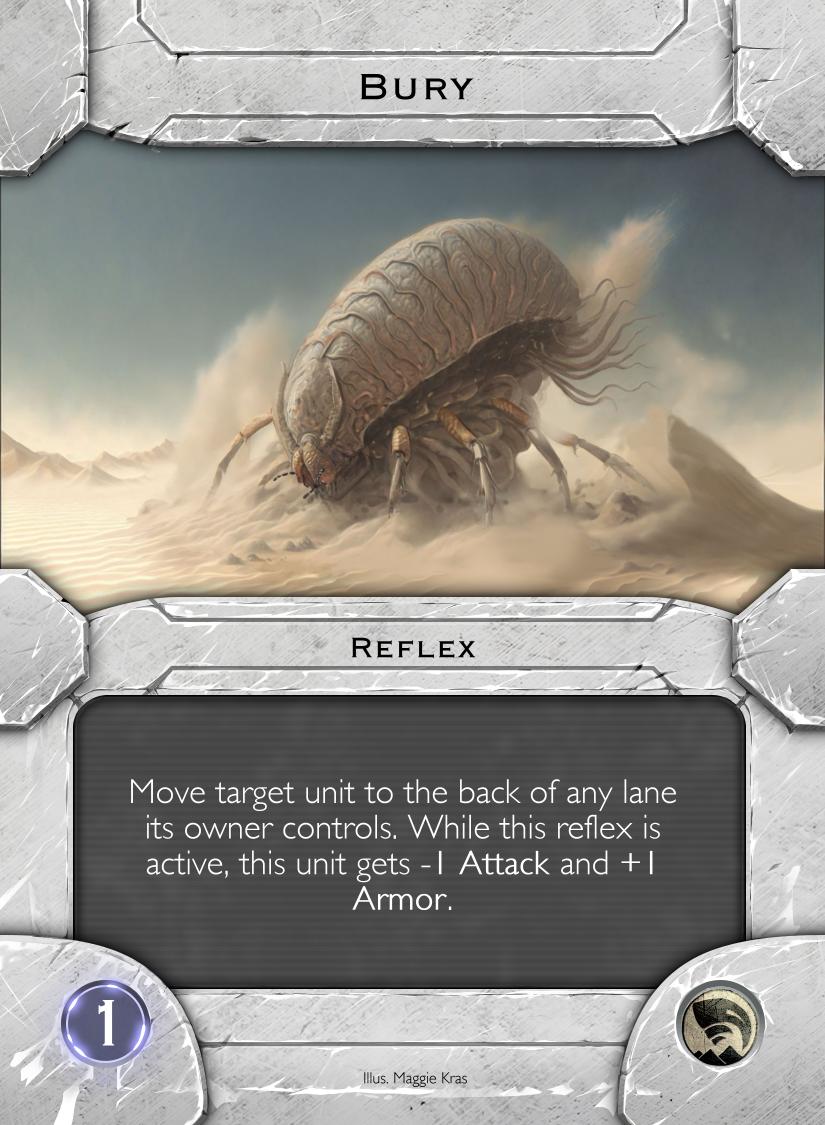 Bury
Reflex
Move target unit to the back of any lane
its owner controls. While this reflex is
active, this unit gets -1 Attack and +1
Armor.
1
Illus. Maggie Kras